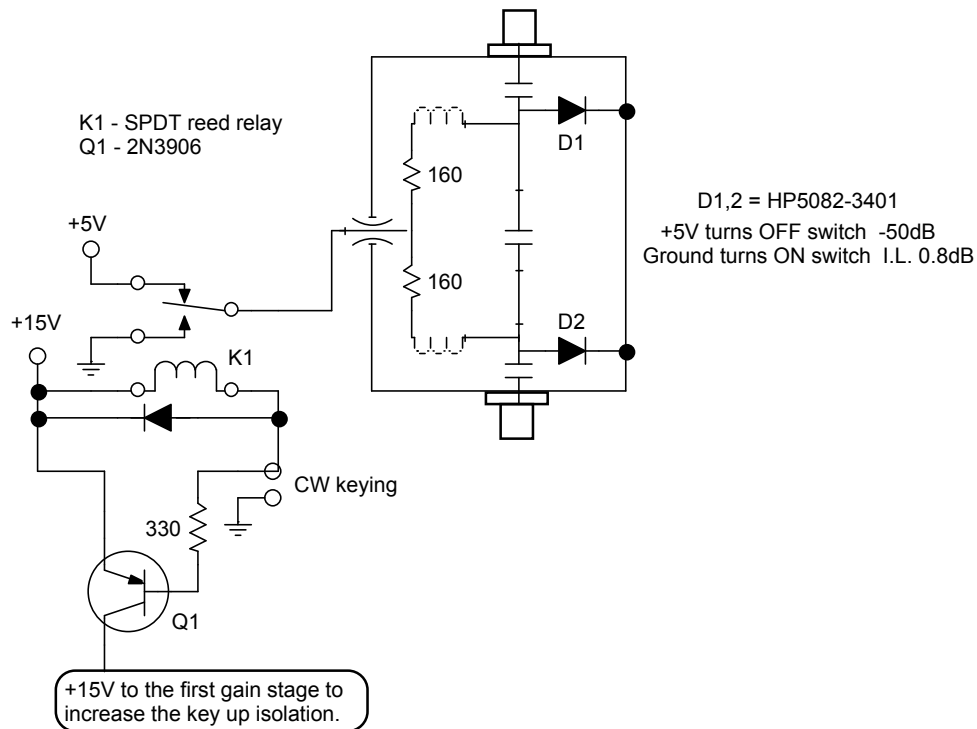 K1 - SPDT reed relay
Q1 - 2N3906
160
D1
D1,2 = HP5082-3401
+5V turns OFF switch -50dB
Ground turns ON switch I.L. 0.8dB
+5V
160
D2
+15V
K1
CW keying
330
Q1
+15V to the first gain stage to
increase the key up isolation.